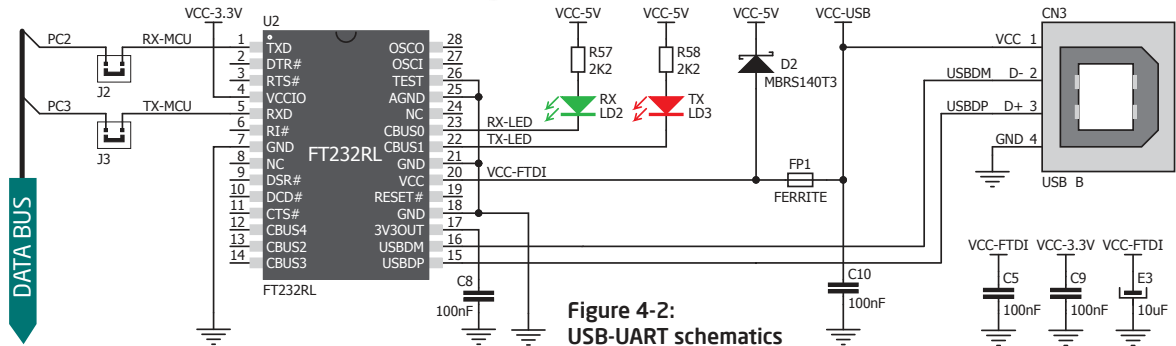 VCC-3.3V
U2
VCC-5V
VCC-5V
VCC-5V
VCC-USB
CN3
PC2
RX-MCU
J2
PC3
TX-MCU
J3
DATA BUS
1 TXD
2 DTR#
3 RTS#
4 VCCIO
5 RXD
6 RI#
7 GND
8 NC
9 DSR#
10 DCD#
11 CTS#
12 CBUS4
13 CBUS2
14 CBUS3
FT232RL
OSCO 28
OSCI 27
TEST 26
AGND 25
NC 24
CBUS0 23
CBUS1 22
GND 21
VCC 20
RESET# 19
GND 18
3V3OUT 17
USBDM 16
USBDP 15
FT232RL
RX-LED
TX-LED
VCC-FTDI
R57
2K2
R58
2K2
RX
LD2
TX
LD3
D2
MBRS140T3
FP1
FERRITE
VCC 1
USBDM D- 2
USBDP D+ 3
GND 4
USB B
C8
100nF
C10
100nF
VCC-FTDI
VCC-3.3V
VCC-FTDI
C5
100nF
C9
100nF
E3
10uF
Figure 4-2:
USB-UART schematics